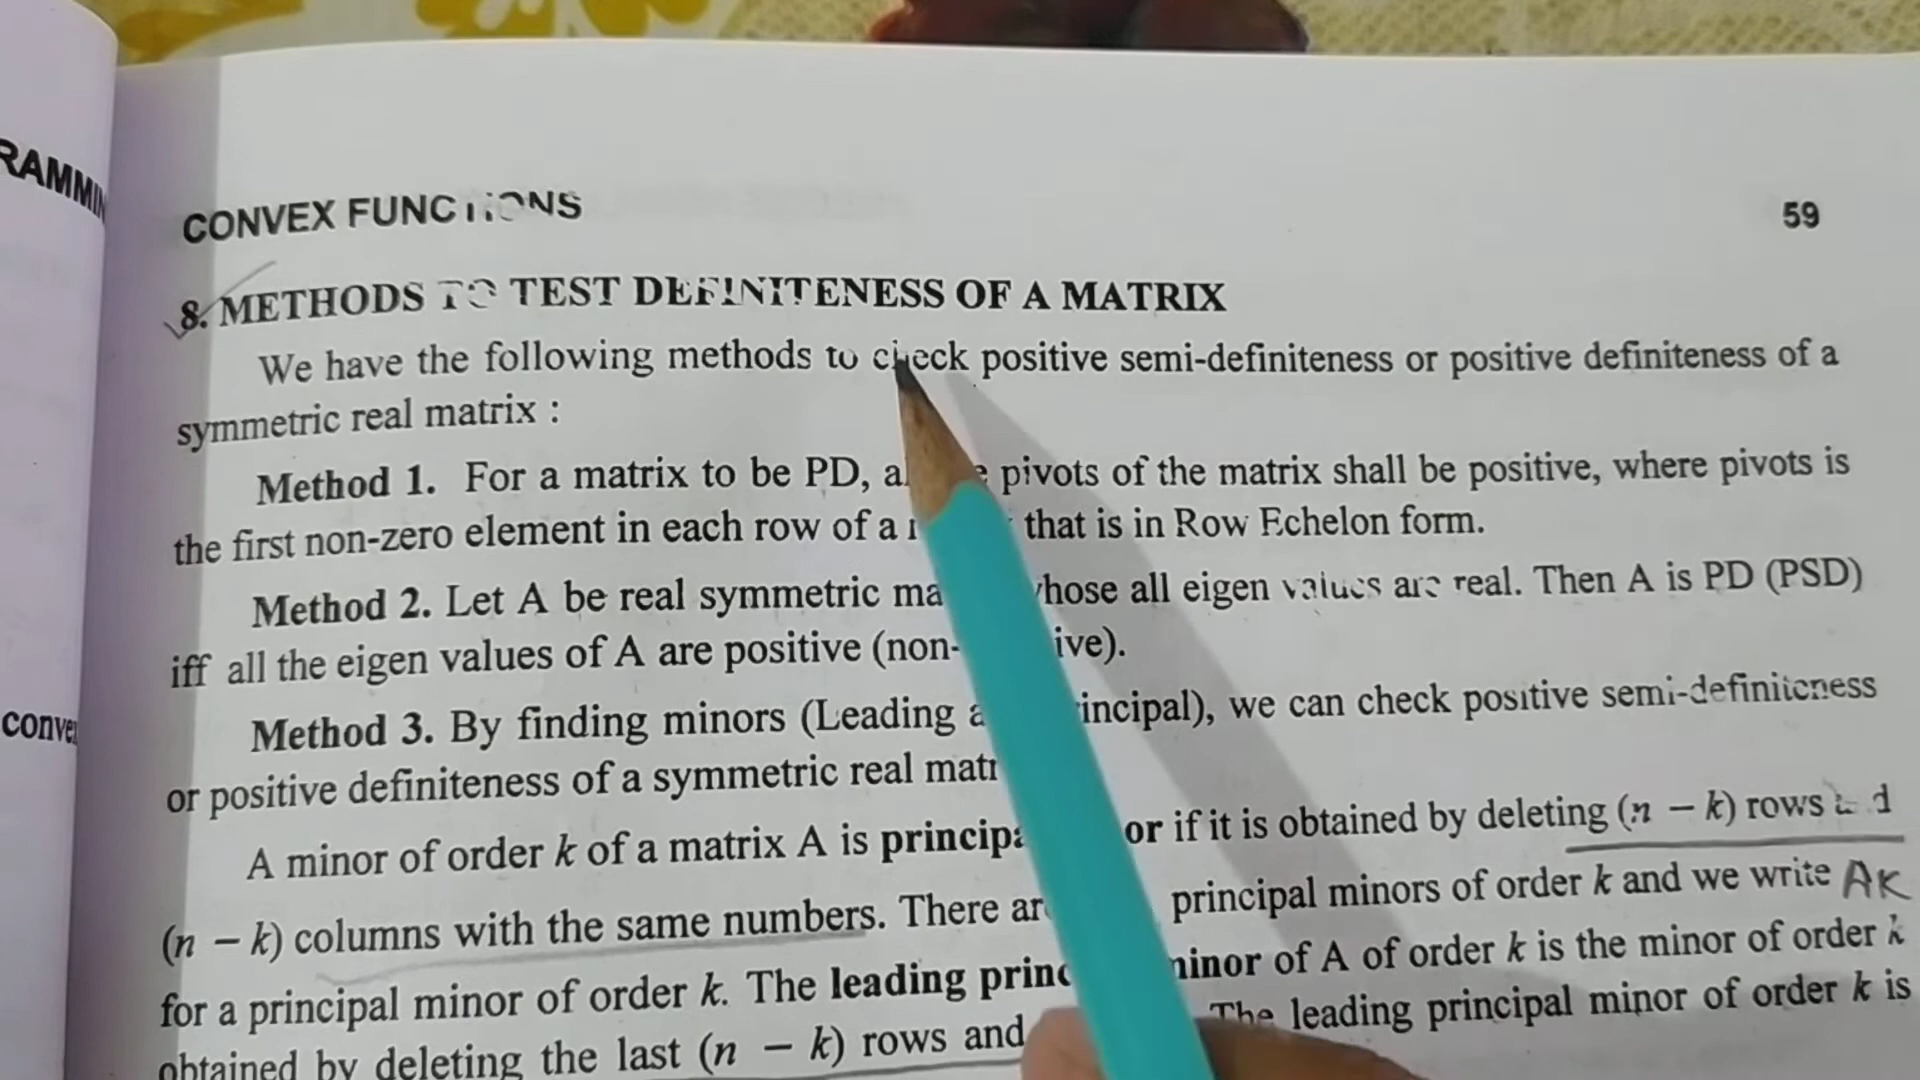 RAMMIN
CONVEX FUNCTIONS 59
8. METHODS TO TEST DEFINITENESS OF A MATRIX
We have the following methods to check positive semi-definiteness or positive definiteness of a
symmetric real matrix :
Method 1. For a matrix to be PD, a pivots of the matrix shall be positive, where pivots is
the first non-zero element in each row of a that is in Row Echelon form.
Method 2. Let A be real symmetric ma hose all eigen values are real. Then A is PD (PSD)
iff all the eigen values of A are positive (non- ive).
Method 3. By finding minors (Leading a incipal), we can check positive semi-definiteness
or positive definiteness of a symmetric real matr
A minor of order k of a matrix A is principa or if it is obtained by deleting (n – k) rows and
(n – k) columns with the same numbers. There ar principal minors of order k and we write AK
for a principal minor of order k. The leading princ minor of A of order k is the minor of order k
obtained by deleting the last (n – k) rows and The leading principal minor of order k is
conve